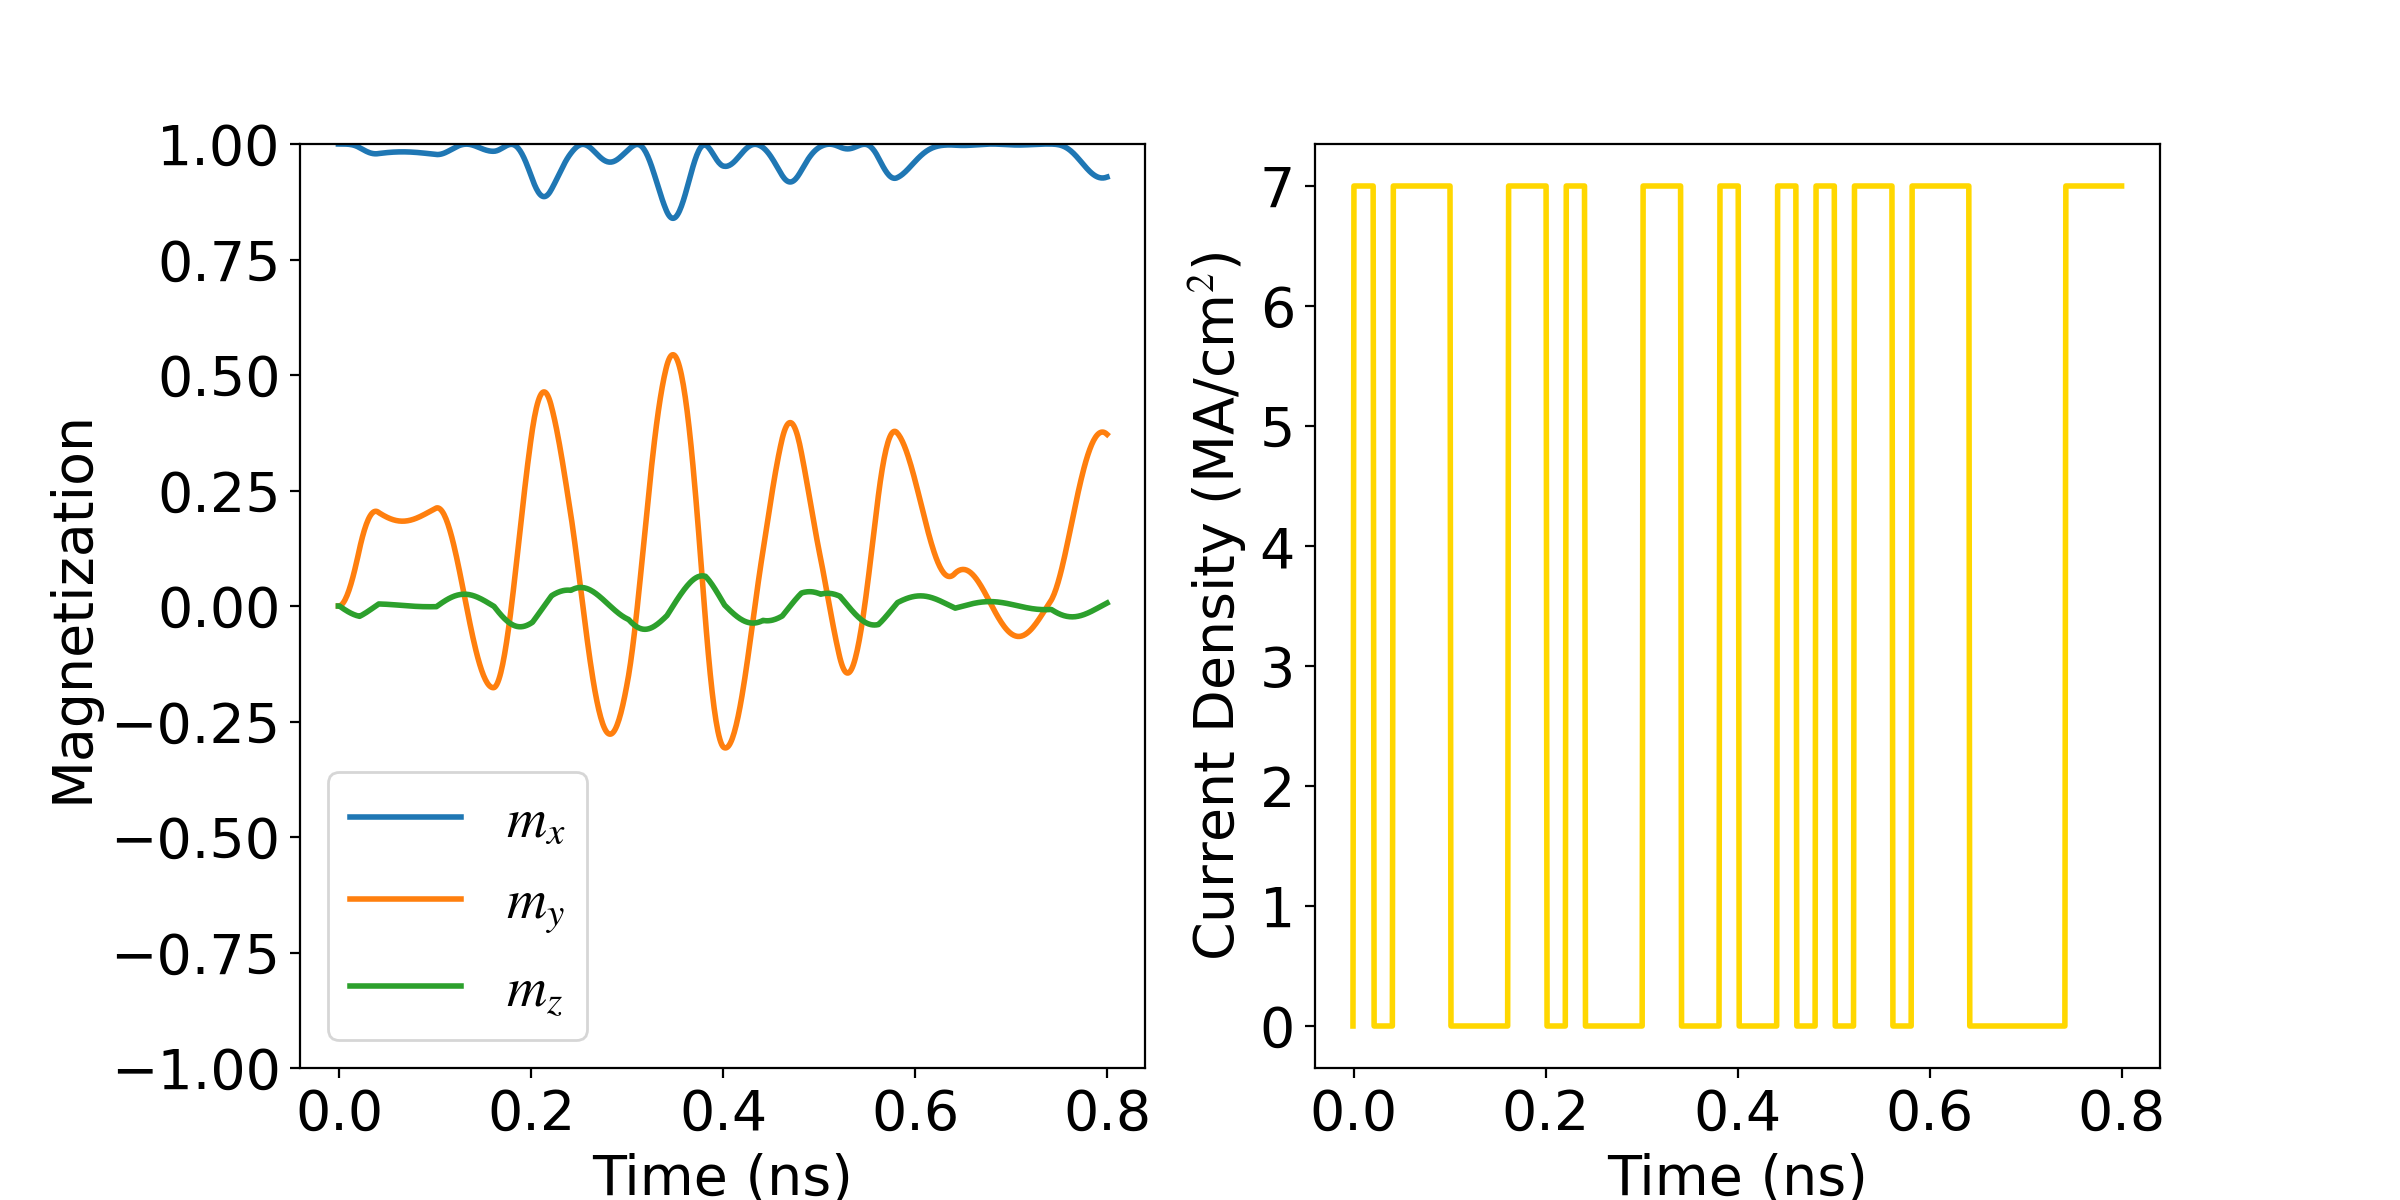 1.00
0.75
0.50
0.25
0.00
−0.25
−0.50
−0.75
−1.00
Magnetization
m_x
m_y
m_z
0.0 0.2 0.4 0.6 0.8
Time (ns)
7
6
5
4
3
2
1
0
Current Density (MA/cm²)
0.0 0.2 0.4 0.6 0.8
Time (ns)